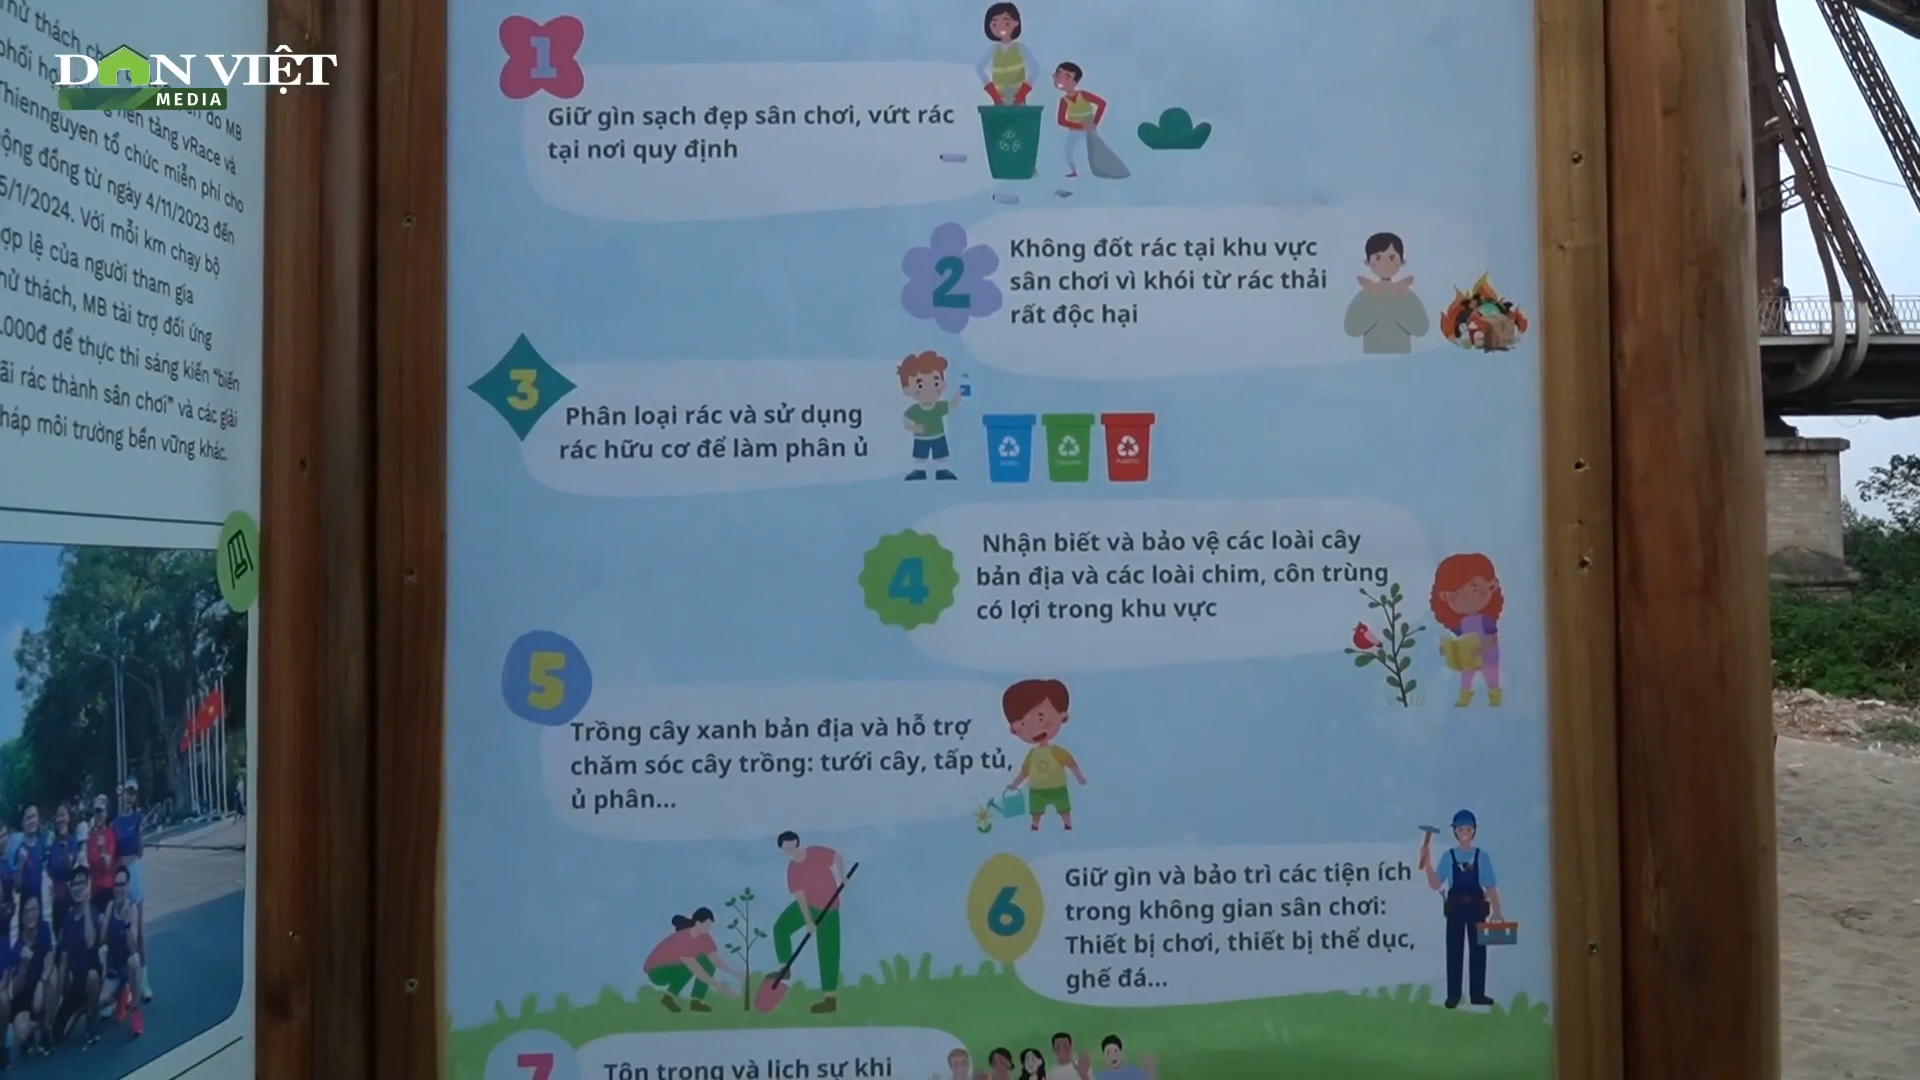 DÂN VIỆT
MEDIA
nền tảng vRace và
Thiennguyen tổ chức miễn phí cho
đồng từ ngày 4/11/2023 đến
5/1/2024. Với mỗi km chạy bộ
lệ của người tham gia
thách, MB tài trợ đối ứng
.000đ để thực thi sáng kiến "biến
rác thành sân chơi" và các giải
môi trường bền vững khác.
1
Giữ gìn sạch đẹp sân chơi, vứt rác
tại nơi quy định
2
Không đốt rác tại khu vực
sân chơi vì khói từ rác thải
rất độc hại
3
Phân loại rác và sử dụng
rác hữu cơ để làm phân ủ
4
Nhận biết và bảo vệ các loài cây
bản địa và các loài chim, côn trùng
có lợi trong khu vực
5
Trồng cây xanh bản địa và hỗ trợ
chăm sóc cây trồng: tưới cây, tấp tủ,
ủ phân...
6
Giữ gìn và bảo trì các tiện ích
trong không gian sân chơi:
Thiết bị chơi, thiết bị thể dục,
ghế đá...
7
Tôn trọng và lịch sự khi